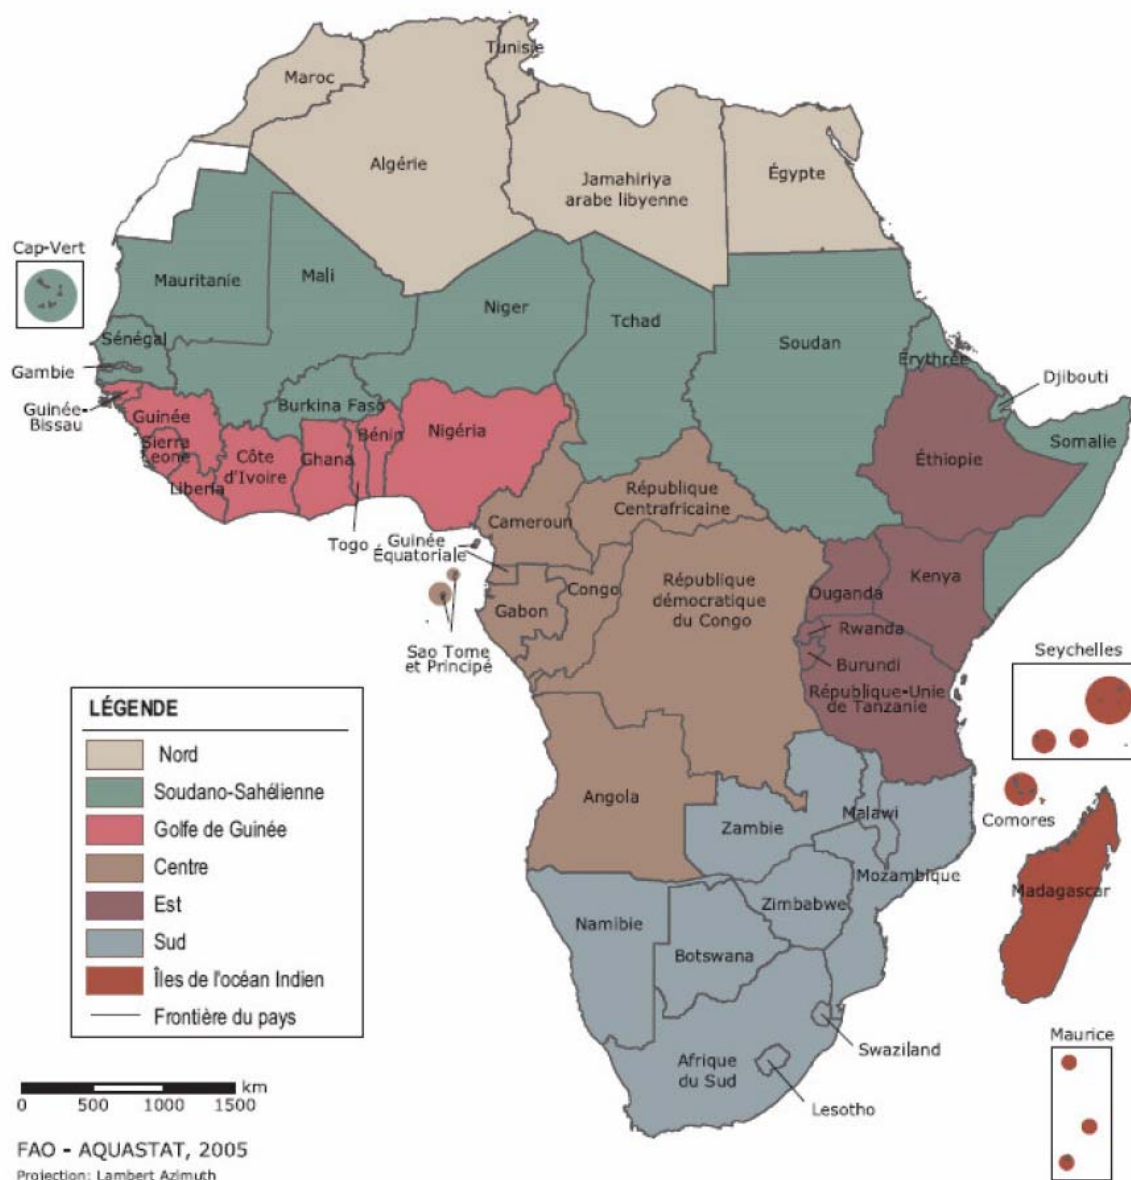 Tunisie
Maroc
Algérie
Jamahiriya
arabe libyenne
Égypte
Cap-Vert
Mauritanie
Mali
Niger
Tchad
Soudan
Sénégal
Gambie
Érythrée
Djibouti
Guinée-
Bissau
Guinée
Burkina Faso
Bénin
Nigéria
Somalie
Sierra
Leone
Côte
d'Ivoire
Ghana
Éthiopie
Liberia
République
Centrafricaine
Cameroun
Togo
Guinée
Équatoriale
Congo
République
démocratique
du Congo
Ouganda
Kenya
Gabon
Rwanda
Sao Tome
et Principé
Burundi
Seychelles
République-Unie
de Tanzanie
LÉGENDE
Nord
Soudano-Sahélienne
Golfe de Guinée
Centre
Est
Sud
Îles de l'océan Indien
Frontière du pays
Angola
Zambie
Malawi
Comores
Mozambique
Madagascar
Zimbabwe
Namibie
Botswana
Swaziland
Afrique
du Sud
Lesotho
Maurice
km
0 500 1000 1500
FAO - AQUASTAT, 2005
Projection: Lambert Azimuth